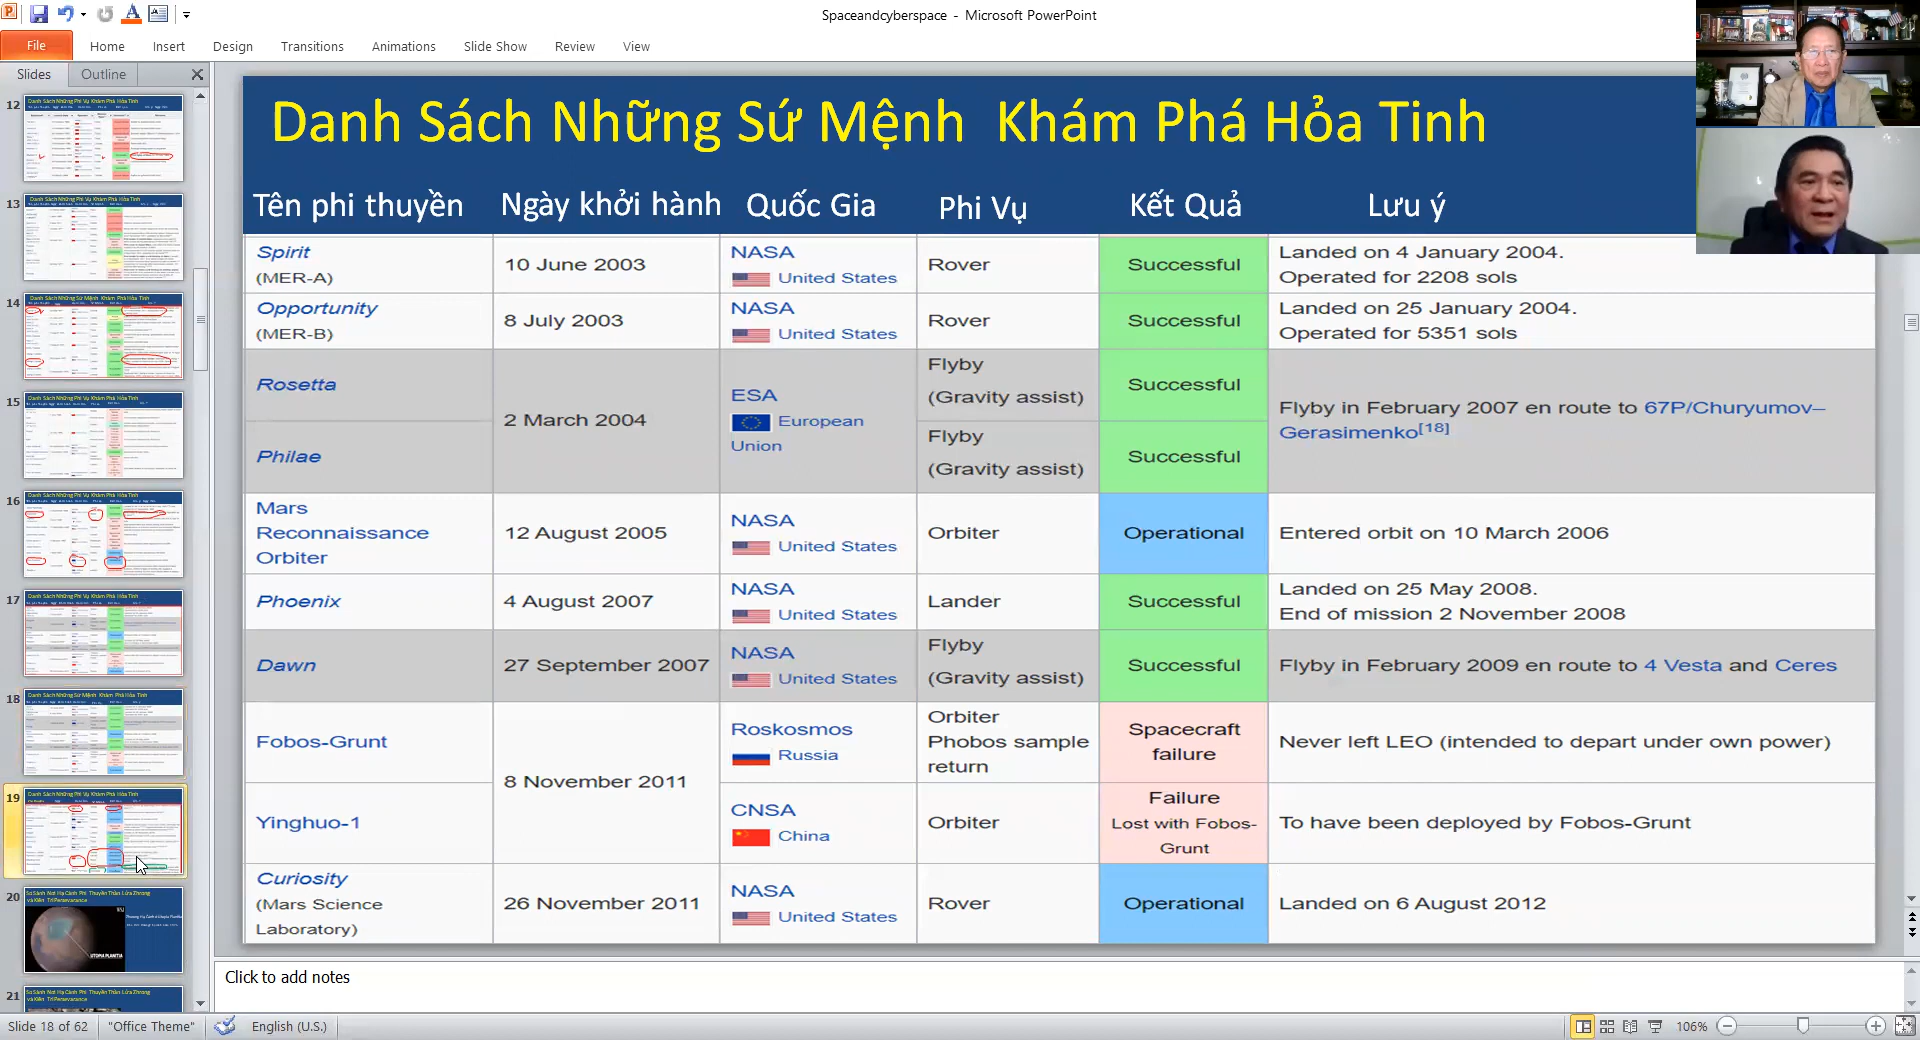 Spaceandcyberspace - Microsoft PowerPoint
File Home Insert Design Transitions Animations Slide Show Review View
Slides Outline
12
13
14
15
16
17
18
19
20
21
Danh Sách Những Sứ Mệnh Khám Phá Hỏa Tinh
Tên phi thuyền Ngày khởi hành Quốc Gia Phi Vụ Kết Quả Lưu ý
Spirit
(MER-A)
10 June 2003
NASA
United States
Rover
Successful
Landed on 4 January 2004.
Operated for 2208 sols
Opportunity
(MER-B)
8 July 2003
NASA
United States
Rover
Successful
Landed on 25 January 2004.
Operated for 5351 sols
Rosetta
2 March 2004
ESA
European
Union
Flyby
(Gravity assist)
Successful
Flyby in February 2007 en route to 67P/Churyumov–
Gerasimenko[18]
Philae
Flyby
(Gravity assist)
Successful
Mars
Reconnaissance
Orbiter
12 August 2005
NASA
United States
Orbiter
Operational
Entered orbit on 10 March 2006
Phoenix
4 August 2007
NASA
United States
Lander
Successful
Landed on 25 May 2008.
End of mission 2 November 2008
Dawn
27 September 2007
NASA
United States
Flyby
(Gravity assist)
Successful
Flyby in February 2009 en route to 4 Vesta and Ceres
Fobos-Grunt
8 November 2011
Roskosmos
Russia
Orbiter
Phobos sample
return
Spacecraft
failure
Never left LEO (intended to depart under own power)
Yinghuo-1
CNSA
China
Orbiter
Failure
Lost with Fobos-
Grunt
To have been deployed by Fobos-Grunt
Curiosity
(Mars Science
Laboratory)
26 November 2011
NASA
United States
Rover
Operational
Landed on 6 August 2012
Click to add notes
Slide 18 of 62 "Office Theme" English (U.S.) 106%